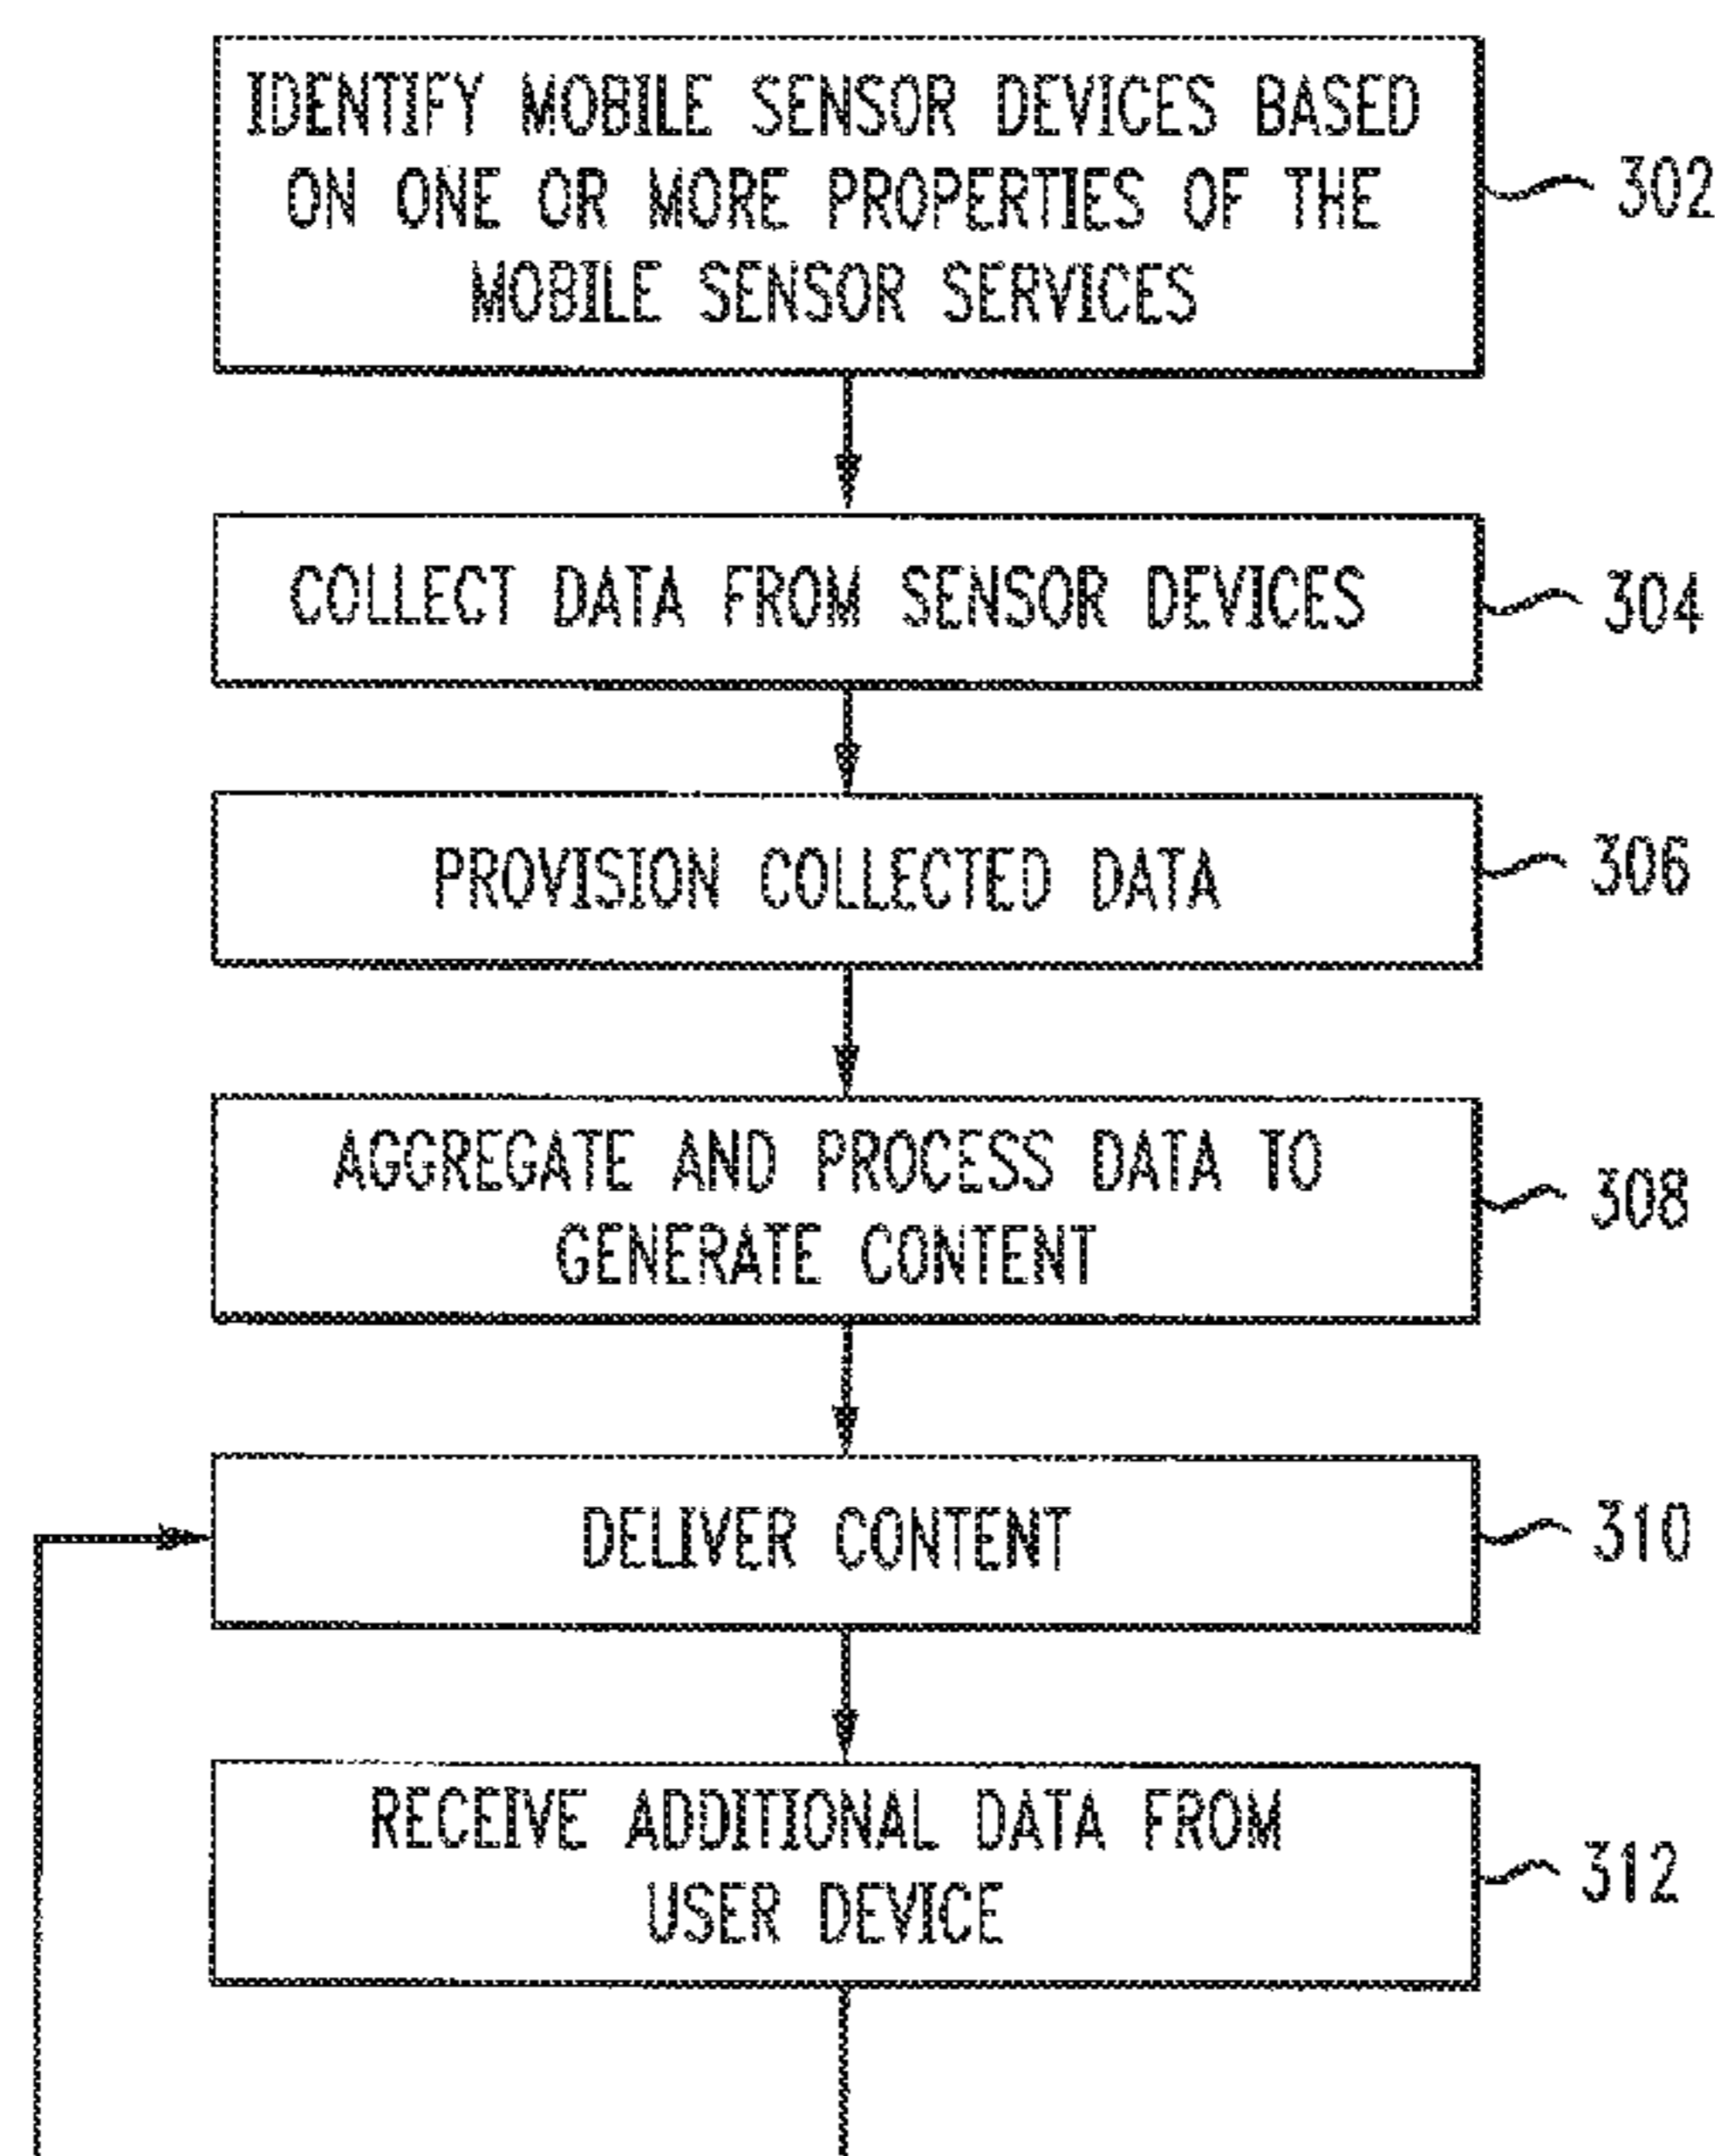 IDENTIFY MOBILE SENSOR DEVICES BASED
ON ONE OR MORE PROPERTIES OF THE
MOBILE SENSOR SERVICES
302
COLLECT DATA FROM SENSOR DEVICES
304
PROVISION COLLECTED DATA
306
AGGREGATE AND PROCESS DATA TO
GENERATE CONTENT
308
DELIVER CONTENT
310
RECEIVE ADDITIONAL DATA FROM
USER DEVICE
312